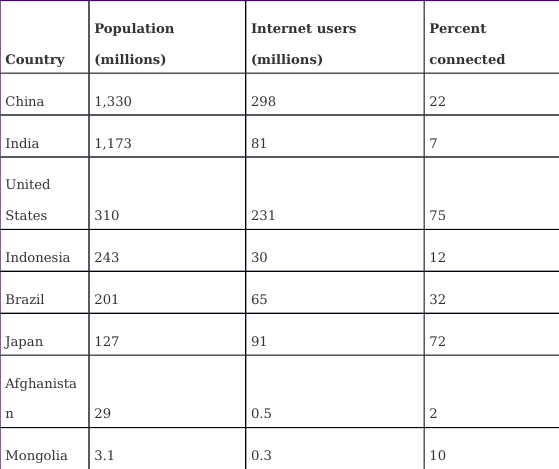 Country Population (millions) Internet users (millions) Percent connected
China 1,330 298 22
India 1,173 81 7
United States 310 231 75
Indonesia 243 30 12
Brazil 201 65 32
Japan 127 91 72
Afghanistan 29 0.5 2
Mongolia 3.1 0.3 10